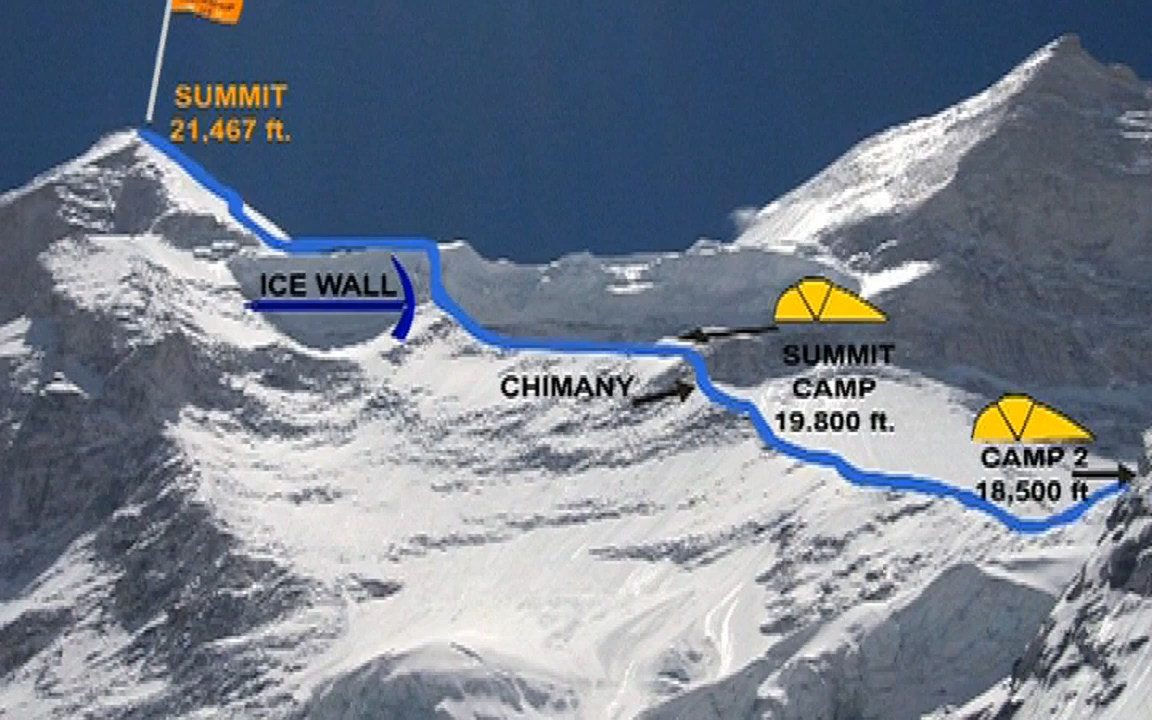 SUMMIT
21,467 ft.
ICE WALL
SUMMIT
CAMP
19.800 ft.
CHIMANY
CAMP 2
18,500 ft